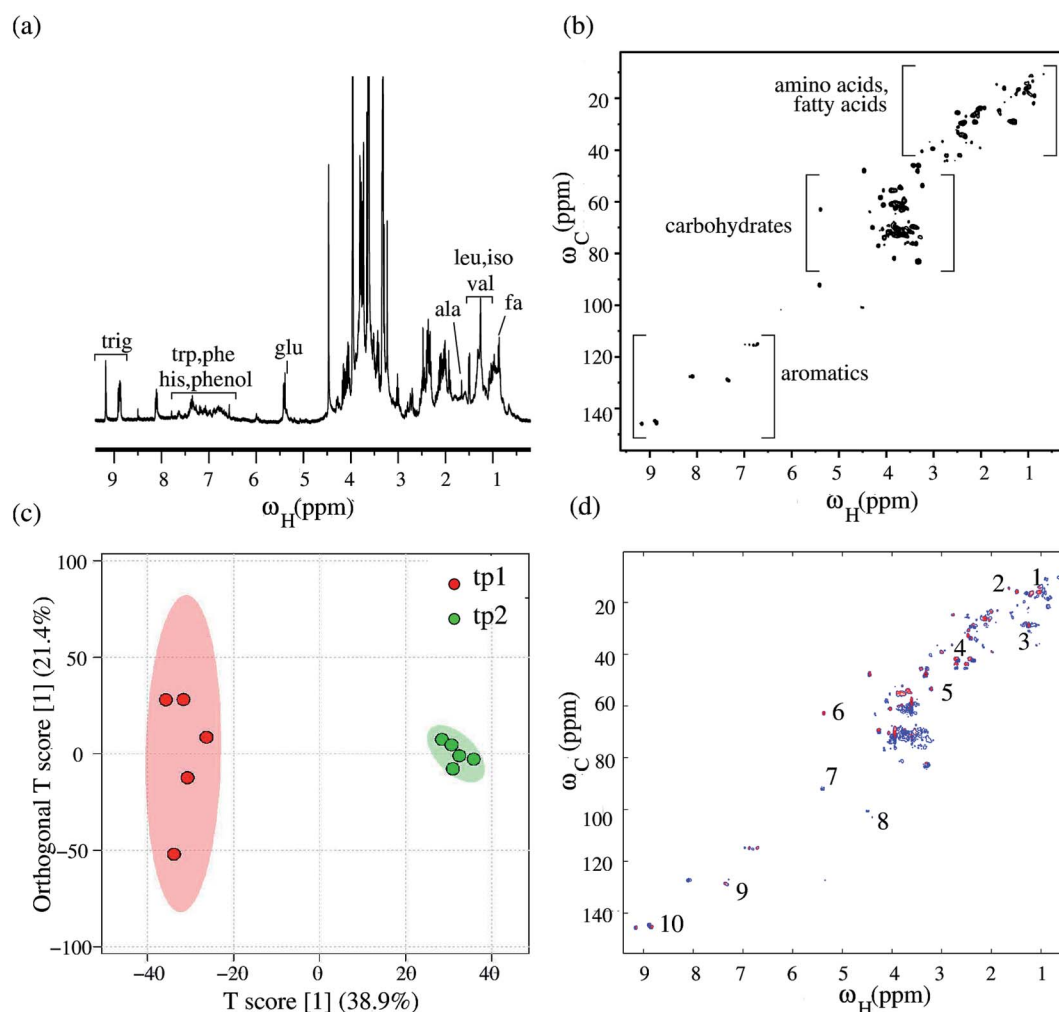 (a)
trig
trp,phe
his,phenol
glu
ala
leu,iso
val
fa
9 8 7 6 5 4 3 2 1
ωH(ppm)
(b)
amino acids,
fatty acids
carbohydrates
aromatics
20
40
60
80
100
120
140
ωC(ppm)
9 8 7 6 5 4 3 2 1
ωH(ppm)
(c)
tp1
tp2
100
50
0
−50
−100
Orthogonal T score [1] (21.4%)
−40 −20 0 20 40
T score [1] (38.9%)
(d)
1
2
3
4
5
6
7
8
9
10
20
40
60
80
100
120
140
ωC(ppm)
9 8 7 6 5 4 3 2 1
ωH(ppm)